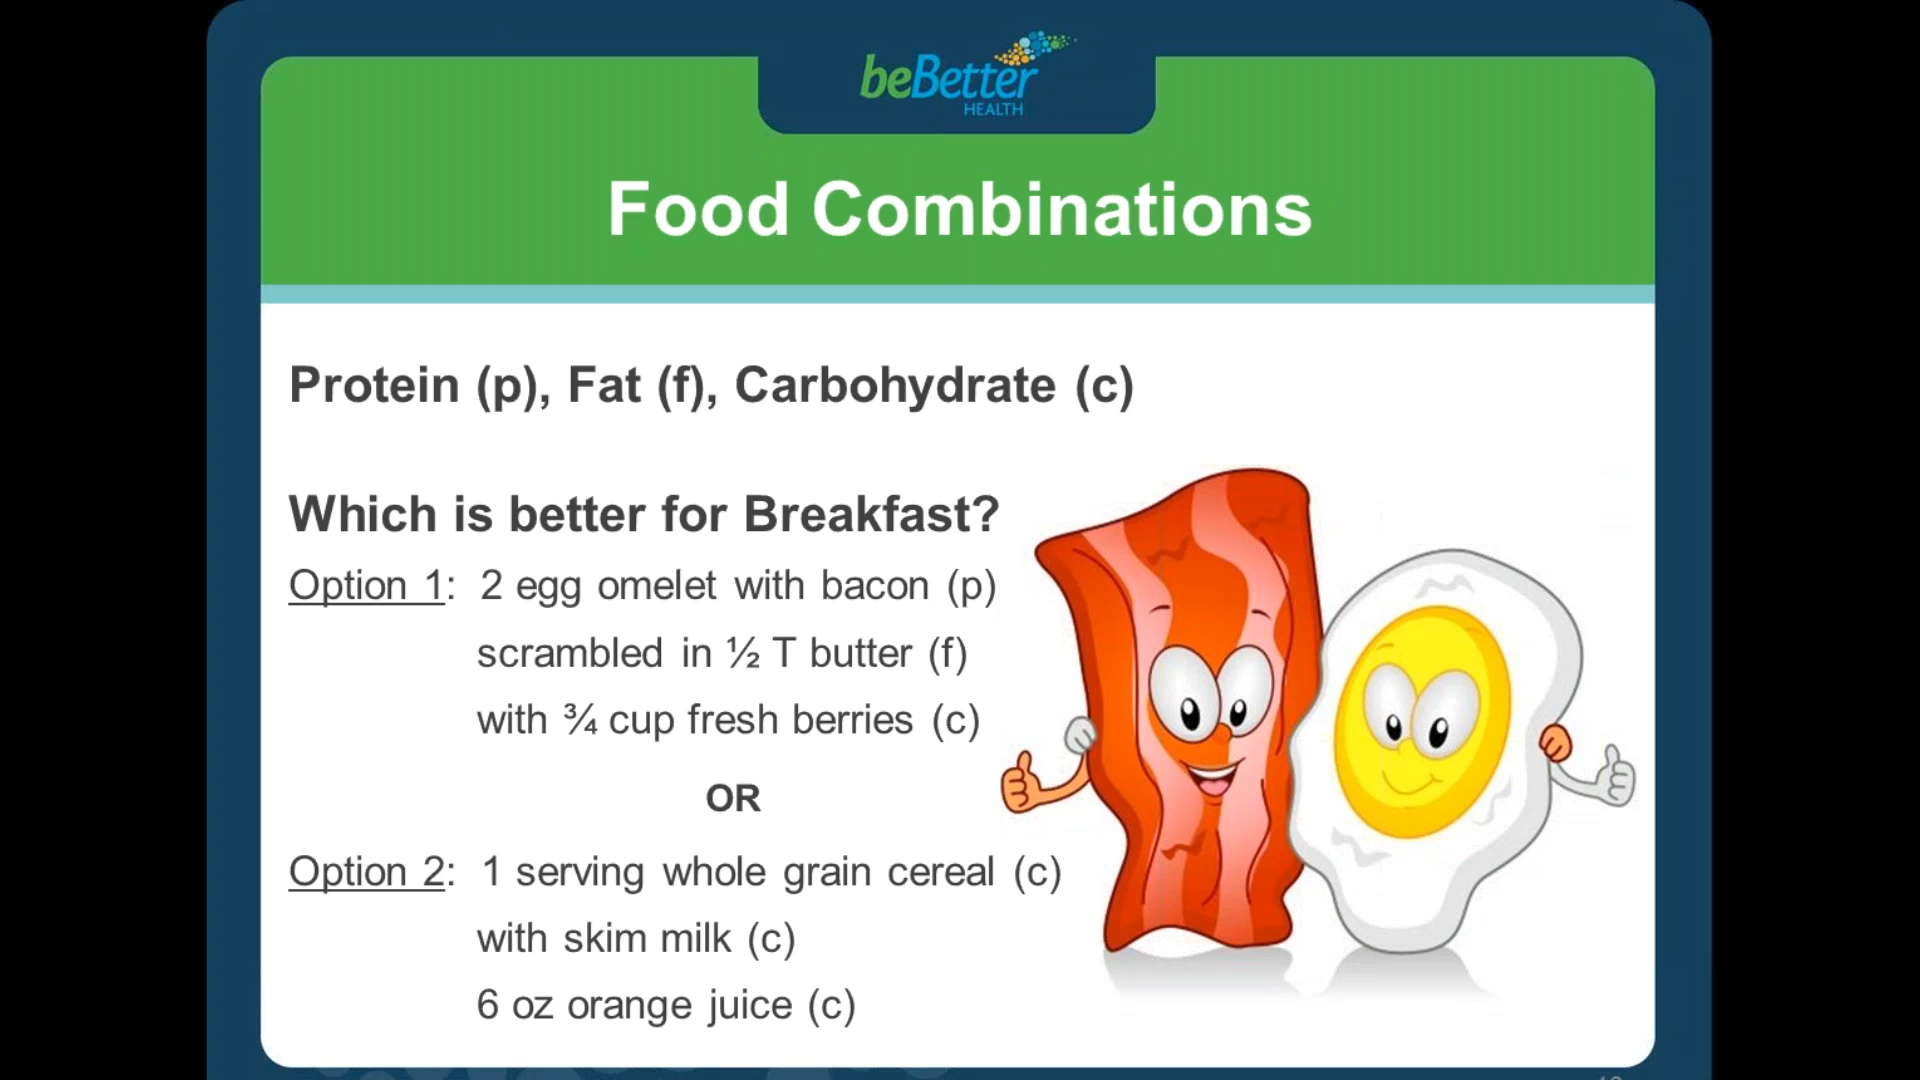 beBetter
HEALTH
Food Combinations
Protein (p), Fat (f), Carbohydrate (c)
Which is better for Breakfast?
Option 1: 2 egg omelet with bacon (p)
scrambled in ½ T butter (f)
with ¾ cup fresh berries (c)
OR
Option 2: 1 serving whole grain cereal (c)
with skim milk (c)
6 oz orange juice (c)